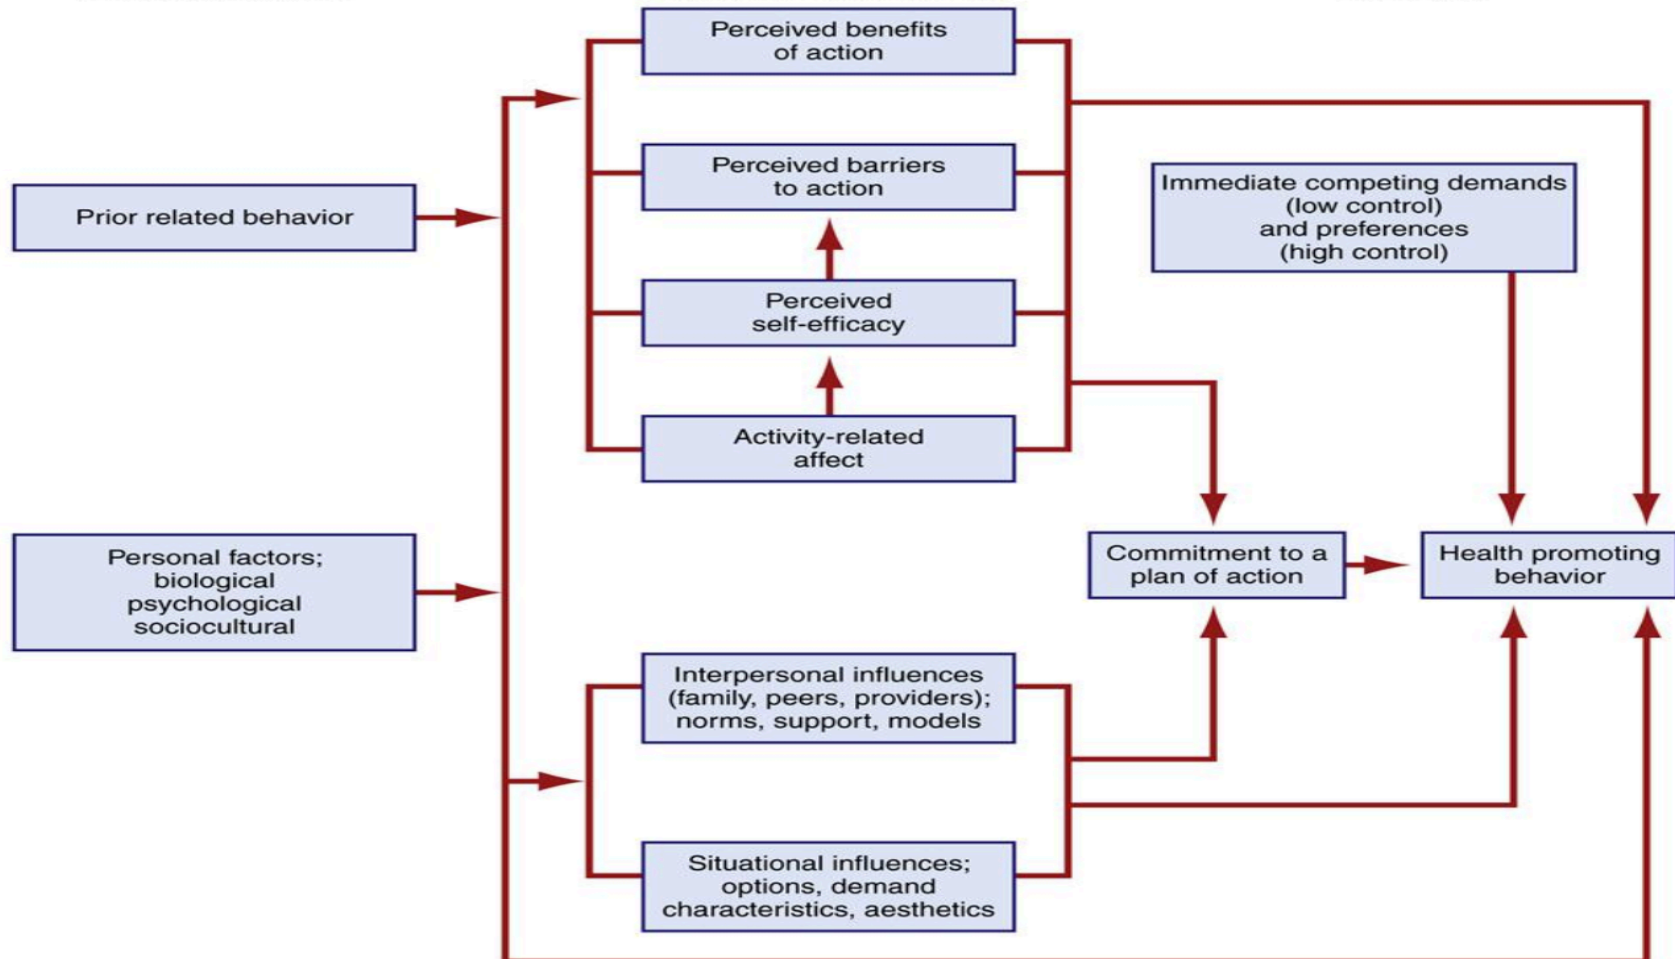 Perceived benefits
of action
Perceived barriers
to action
Immediate competing demands
(low control)
and preferences
(high control)
Prior related behavior
Perceived
self-efficacy
Activity-related
affect
Personal factors;
biological
psychological
sociocultural
Commitment to a
plan of action
Health promoting
behavior
Interpersonal influences
(family, peers, providers);
norms, support, models
Situational influences;
options, demand
characteristics, aesthetics